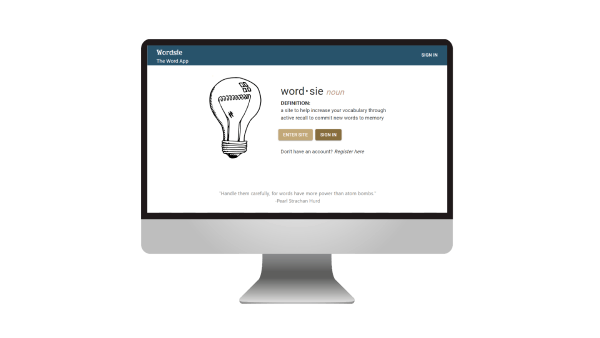 Wordsie
The Word App
SIGN IN
word·sie noun
DEFINITION:
a site to help increase your vocabulary through
active recall to commit new words to memory
ENTER SITE
SIGN IN
Don't have an account? Register here
"Handle them carefully, for words have more power than atom bombs."
-Pearl Strachan Hurd